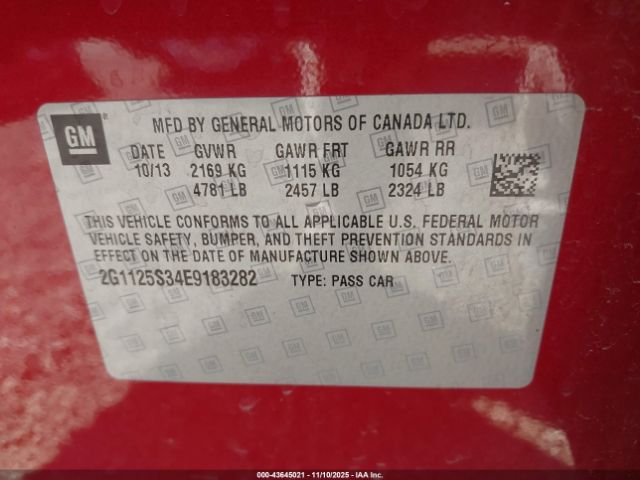 GM
MFD BY GENERAL MOTORS OF CANADA LTD.
DATE GVWR GAWR FRT GAWR RR
10/13 2169 KG 1115 KG 1054 KG
4781 LB 2457 LB 2324 LB
THIS VEHICLE CONFORMS TO ALL APPLICABLE U.S. FEDERAL MOTOR
VEHICLE SAFETY, BUMPER, AND THEFT PREVENTION STANDARDS IN
EFFECT ON THE DATE OF MANUFACTURE SHOWN ABOVE.
2G1125S34E9183282 TYPE: PASS CAR
000-43645021 - 11/10/2025 - IAAI.COM